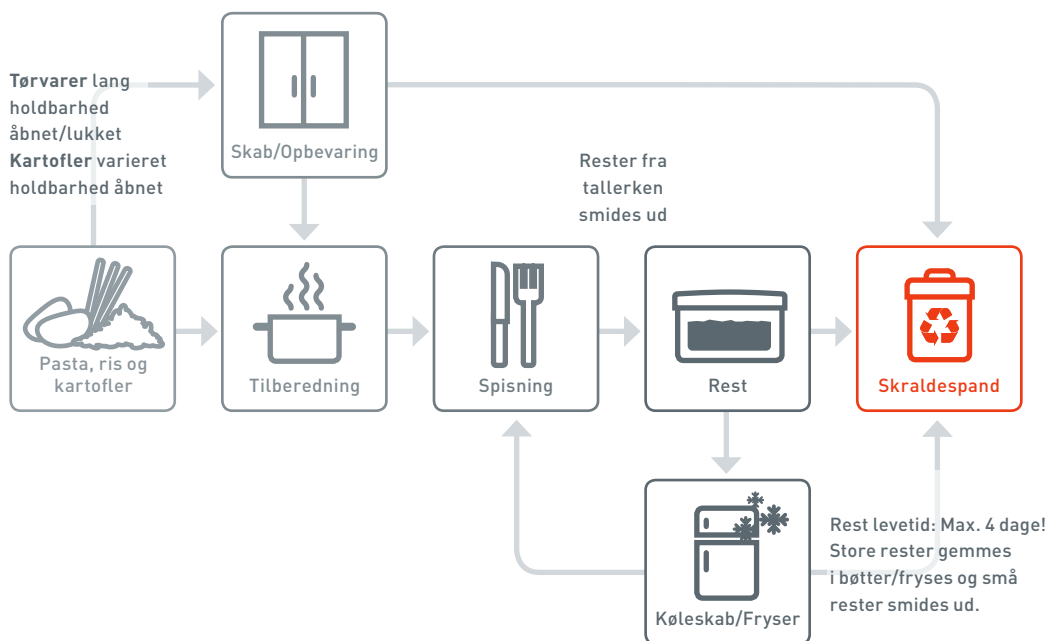 Tørvarer lang
holdbarhed
åbnet/lukket
Kartofler varieret
holdbarhed åbnet
Skab/Opbevaring
Rester fra
tallerken
smides ud
Pasta, ris og
kartofler
Tilberedning
Spisning
Rest
Skraldespand
Køleskab/Fryser
Rest levetid: Max. 4 dage!
Store rester gemmes
i bøtter/fryses og små
rester smides ud.